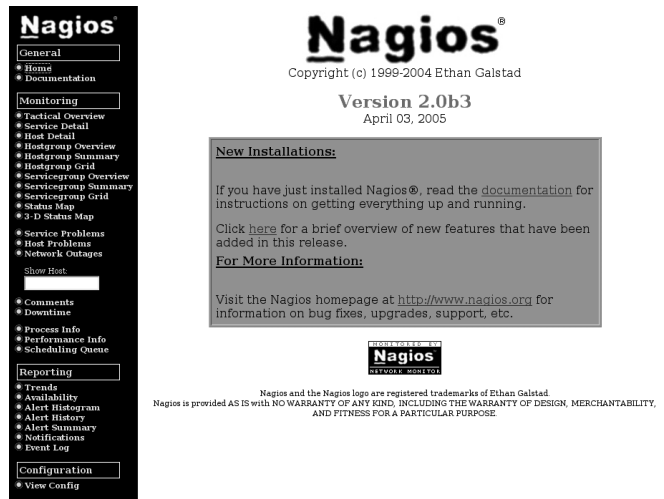 Nagios®
General
Home
Documentation
Monitoring
Tactical Overview
Service Detail
Host Detail
Hostgroup Overview
Hostgroup Summary
Hostgroup Grid
Servicegroup Overview
Servicegroup Summary
Servicegroup Grid
Status Map
3-D Status Map
Service Problems
Host Problems
Network Outages
Show Host:
Comments
Downtime
Process Info
Performance Info
Scheduling Queue
Reporting
Trends
Availability
Alert Histogram
Alert History
Alert Summary
Notifications
Event Log
Configuration
View Config
Nagios®
Copyright (c) 1999-2004 Ethan Galstad
Version 2.0b3
April 03, 2005
New Installations:
If you have just installed Nagios®, read the documentation for
instructions on getting everything up and running.
Click here for a brief overview of new features that have been
added in this release.
For More Information:
Visit the Nagios homepage at http://www.nagios.org for
information on bug fixes, upgrades, support, etc.
MONITORED BY
Nagios
NETWORK MONITOR
Nagios and the Nagios logo are registered trademarks of Ethan Galstad.
Nagios is provided AS IS with NO WARRANTY OF ANY KIND, INCLUDING THE WARRANTY OF DESIGN, MERCHANTABILITY,
AND FITNESS FOR A PARTICULAR PURPOSE.